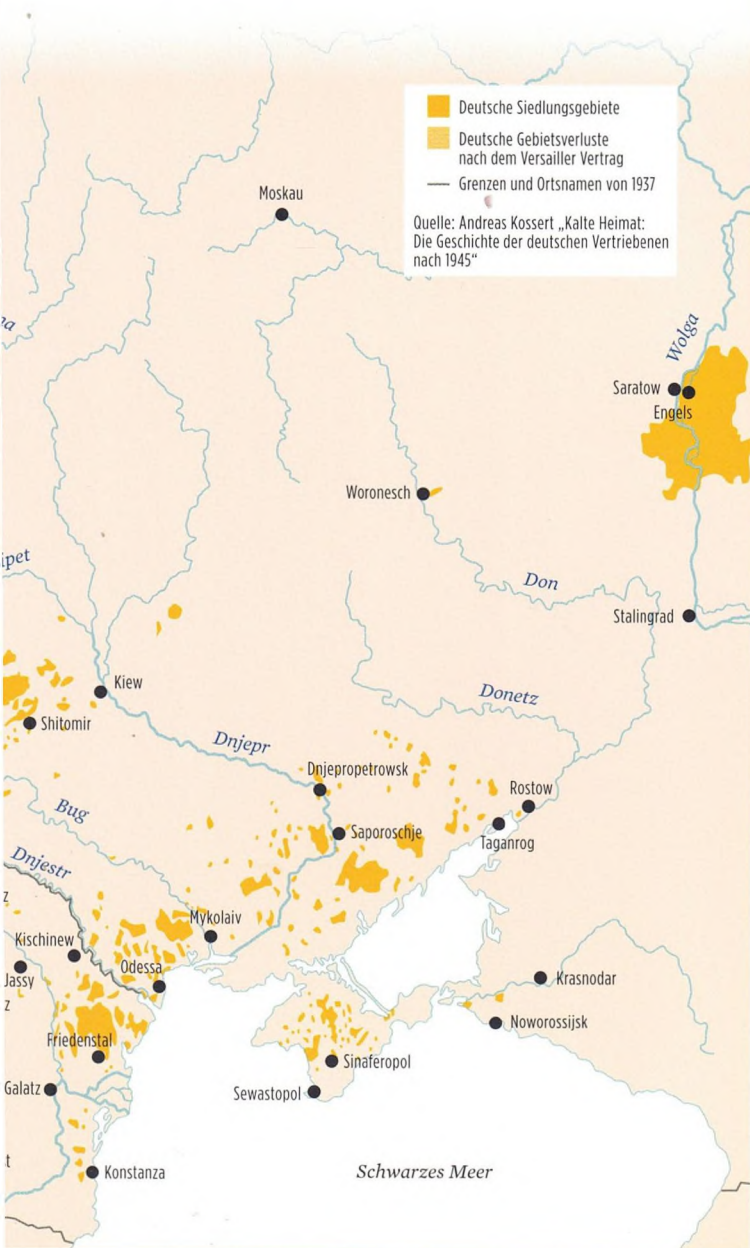 Deutsche Siedlungsgebiete
Deutsche Gebietsverluste
nach dem Versailler Vertrag
Grenzen und Ortsnamen von 1937
Quelle: Andreas Kossert „Kalte Heimat:
Die Geschichte der deutschen Vertriebenen
nach 1945“
Moskau
na
Wolga
Saratow
Engels
Woronesch
ipet
Don
Stalingrad
Kiew
Donetz
Shitomir
Dnjepr
Dnjepropetrowsk
Rostow
Bug
Saporoschje
Taganrog
Dnjestr
z
Mykolaiv
Kischinew
Odessa
Jassy
Krasnodar
z
Noworossijsk
Friedenstal
Sinaferopol
Galatz
Sewastopol
t
Konstanza
Schwarzes Meer